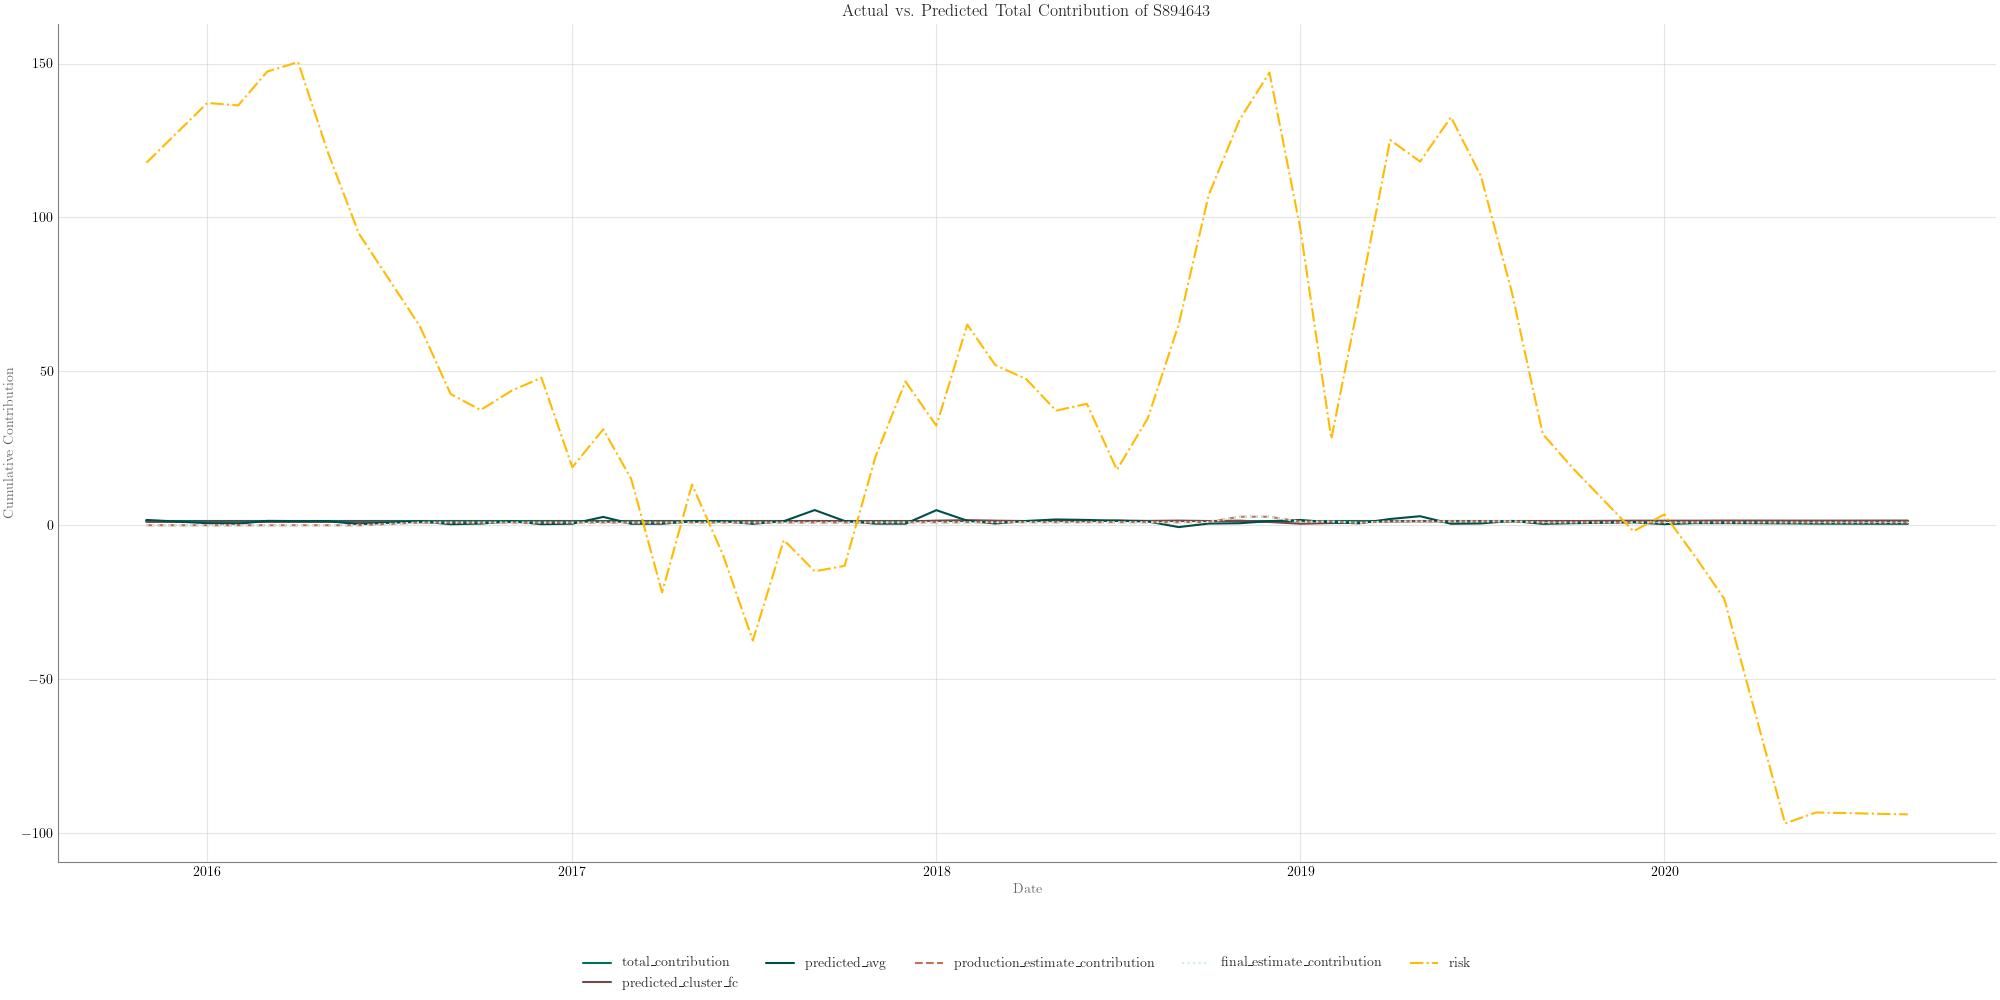 Actual vs. Predicted Total Contribution of S894643
150
100
50
0
−50
−100
Cumulative Contribution
2016 2017 2018 2019 2020
Date
total_contribution predicted_avg production_estimate_contribution final_estimate_contribution risk
predicted_cluster_fc